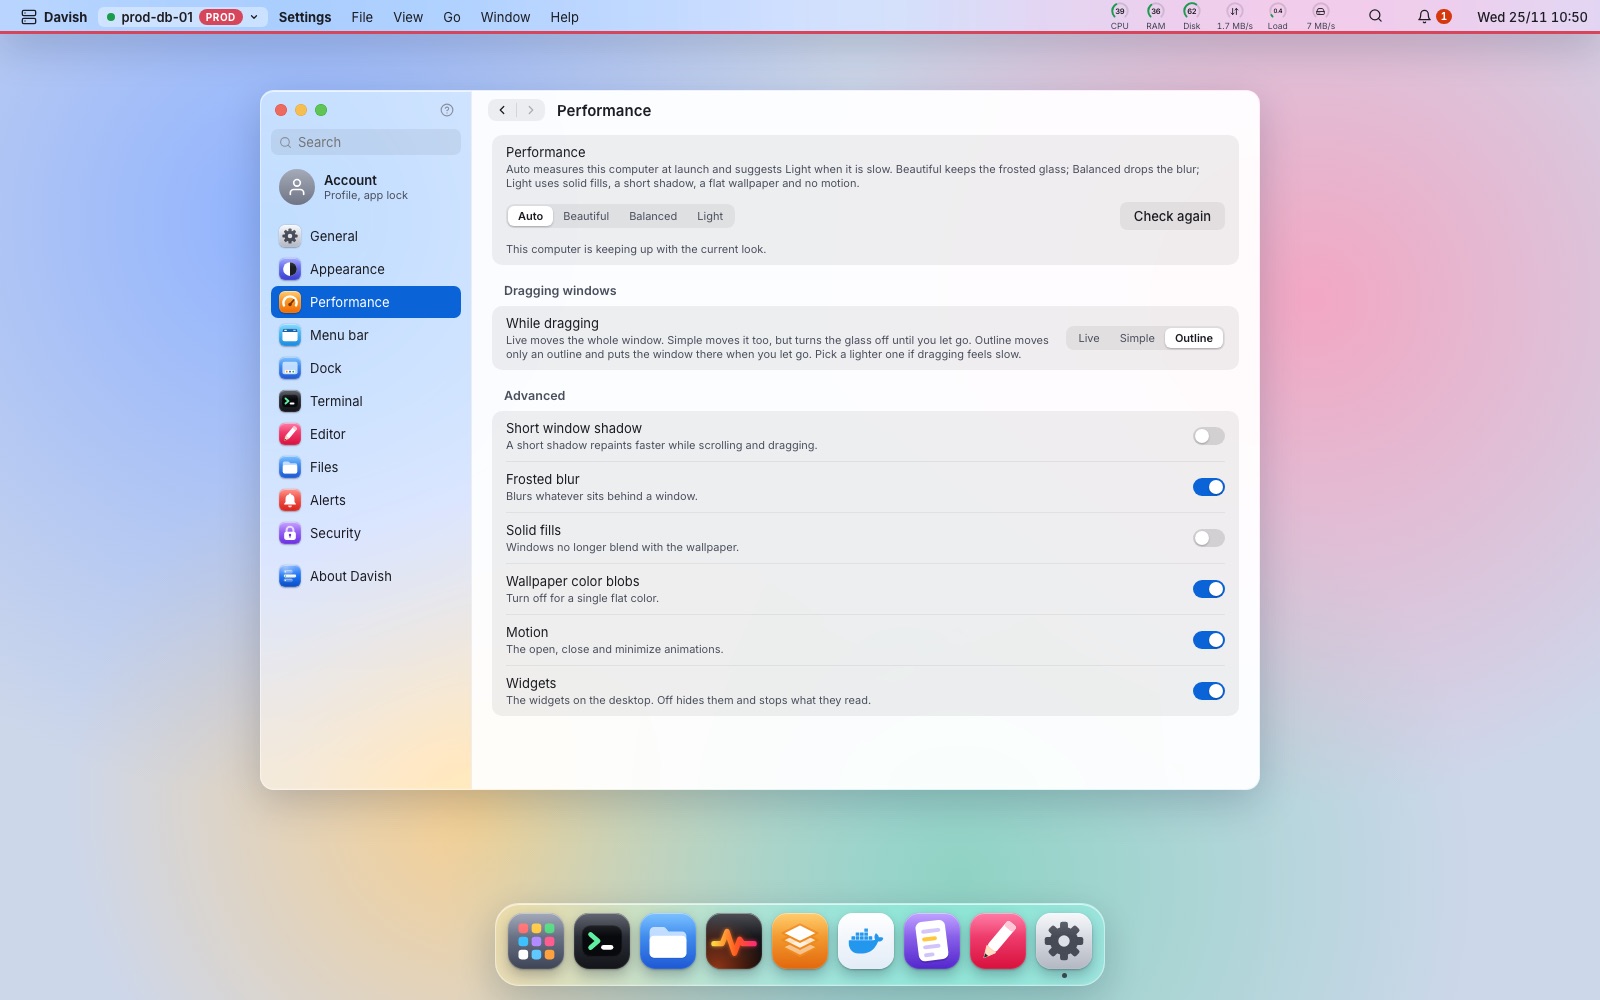 Davish prod-db-01 PROD Settings File View Go Window Help 39 CPU 36 RAM 62 Disk 1.7 MB/s 0.4 Load 7 MB/s 1 Wed 25/11 10:50
Search
Account
Profile, app lock
General
Appearance
Performance
Menu bar
Dock
Terminal
Editor
Files
Alerts
Security
About Davish
Performance
Performance
Auto measures this computer at launch and suggests Light when it is slow. Beautiful keeps the frosted glass; Balanced drops the blur;
Light uses solid fills, a short shadow, a flat wallpaper and no motion.
Auto Beautiful Balanced Light Check again
This computer is keeping up with the current look.
Dragging windows
While dragging
Live moves the whole window. Simple moves it too, but turns the glass off until you let go. Outline moves
only an outline and puts the window there when you let go. Pick a lighter one if dragging feels slow.
Live Simple Outline
Advanced
Short window shadow
A short shadow repaints faster while scrolling and dragging.
Frosted blur
Blurs whatever sits behind a window.
Solid fills
Windows no longer blend with the wallpaper.
Wallpaper color blobs
Turn off for a single flat color.
Motion
The open, close and minimize animations.
Widgets
The widgets on the desktop. Off hides them and stops what they read.